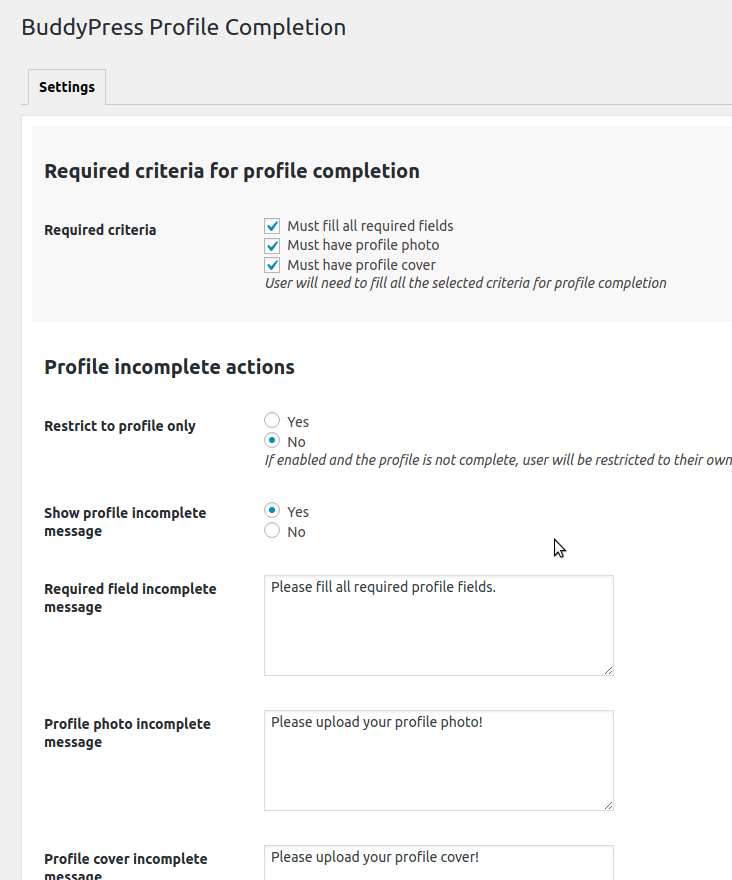 BuddyPress Profile Completion
Settings
Required criteria for profile completion
Required criteria
Must fill all required fields
Must have profile photo
Must have profile cover
User will need to fill all the selected criteria for profile completion
Profile incomplete actions
Restrict to profile only
Yes
No
If enabled and the profile is not complete, user will be restricted to their own
Show profile incomplete
message
Yes
No
Required field incomplete
message
Please fill all required profile fields.
Profile photo incomplete
message
Please upload your profile photo!
Profile cover incomplete
message
Please upload your profile cover!